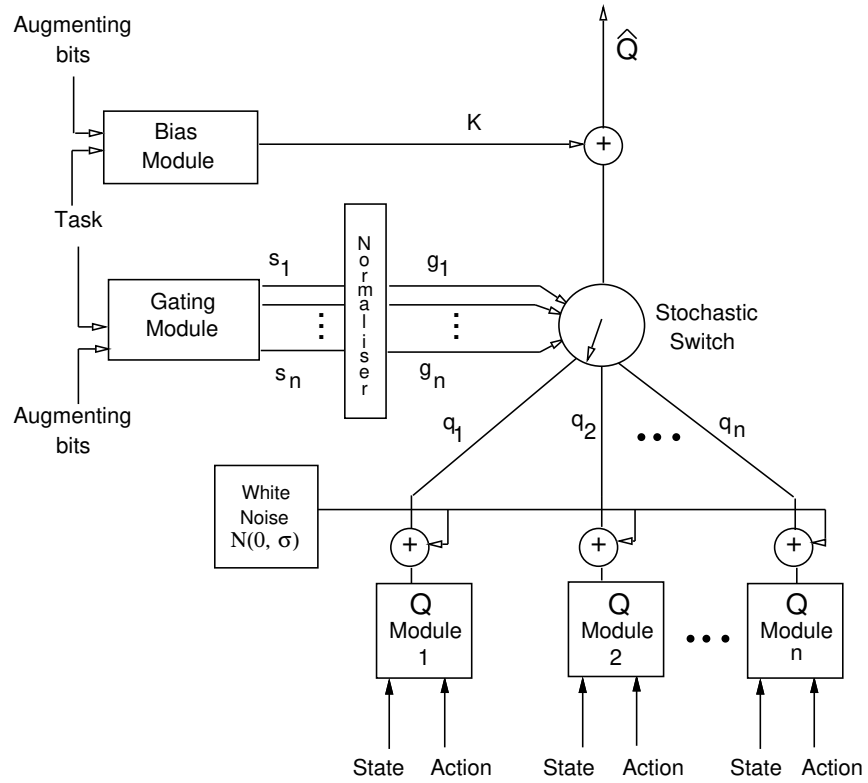 Augmenting
bits
Q̂
Bias
Module
K
+
Task
Gating
Module
s1
sn
Normaliser
g1
gn
Stochastic
Switch
Augmenting
bits
q1
q2
qn
White
Noise
N(0, σ)
+
+
+
Q
Module
1
Q
Module
2
Q
Module
n
State Action
State Action
State Action